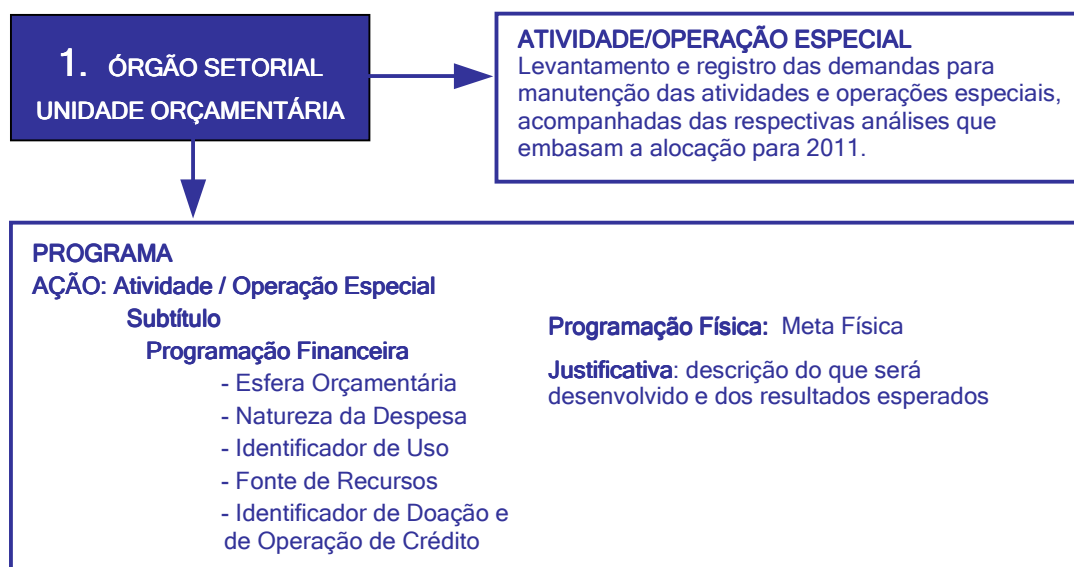 1. ÓRGÃO SETORIAL
UNIDADE ORÇAMENTÁRIA
ATIVIDADE/OPERAÇÃO ESPECIAL
Levantamento e registro das demandas para
manutenção das atividades e operações especiais,
acompanhadas das respectivas análises que
embasam a alocação para 2011.
PROGRAMA
AÇÃO: Atividade / Operação Especial
Subtítulo
Programação Financeira
- Esfera Orçamentária
- Natureza da Despesa
- Identificador de Uso
- Fonte de Recursos
- Identificador de Doação e
de Operação de Crédito
Programação Física: Meta Física
Justificativa: descrição do que será
desenvolvido e dos resultados esperados